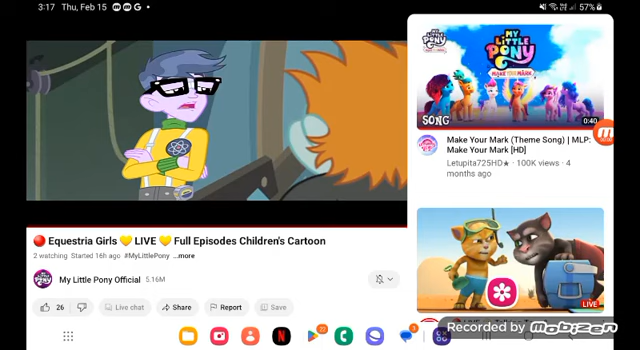 3:17 Thu, Feb 15
57%
MY LITTLE PONY
MAKE YOUR MARK
SONG
0:40
Make Your Mark (Theme Song) | MLP:
Make Your Mark [HD]
Letupita725HD★ · 100K views · 4
months ago
Equestria Girls 💛 LIVE 💛 Full Episodes Children's Cartoon
2 watching Started 16h ago #MyLittlePony ...more
My Little Pony Official 5.16M
26
Live chat
Share
Report
Save
LIVE
Recorded by Mobizen